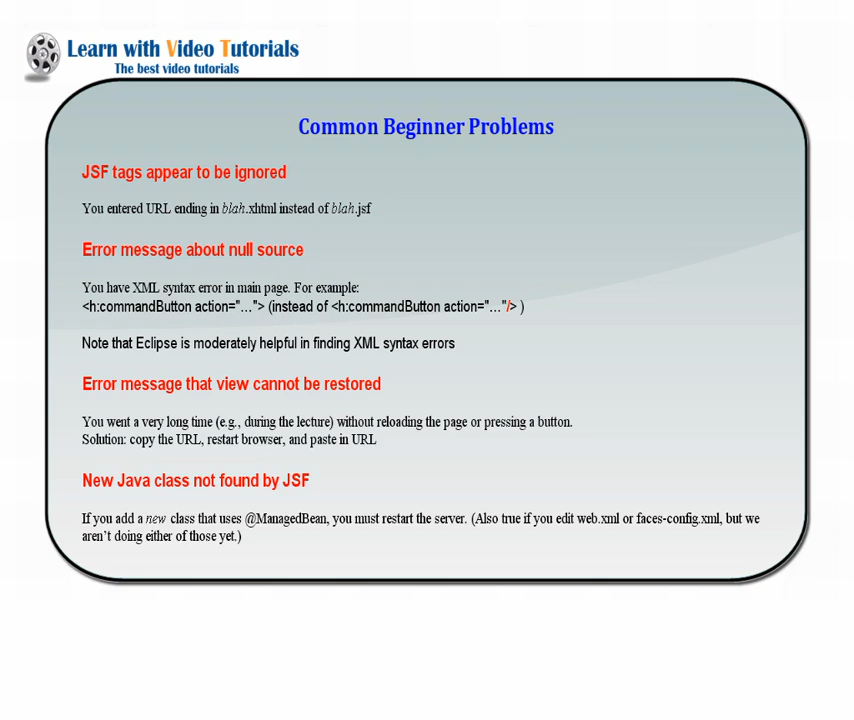 Learn with Video Tutorials
The best video tutorials
Common Beginner Problems
JSF tags appear to be ignored
You entered URL ending in blah.xhtml instead of blah.jsf
Error message about null source
You have XML syntax error in main page. For example:
<h:commandButton action="…"> (instead of <h:commandButton action="…"/> )
Note that Eclipse is moderately helpful in finding XML syntax errors
Error message that view cannot be restored
You went a very long time (e.g., during the lecture) without reloading the page or pressing a button.
Solution: copy the URL, restart browser, and paste in URL
New Java class not found by JSF
If you add a new class that uses @ManagedBean, you must restart the server. (Also true if you edit web.xml or faces-config.xml, but we
aren’t doing either of those yet.)